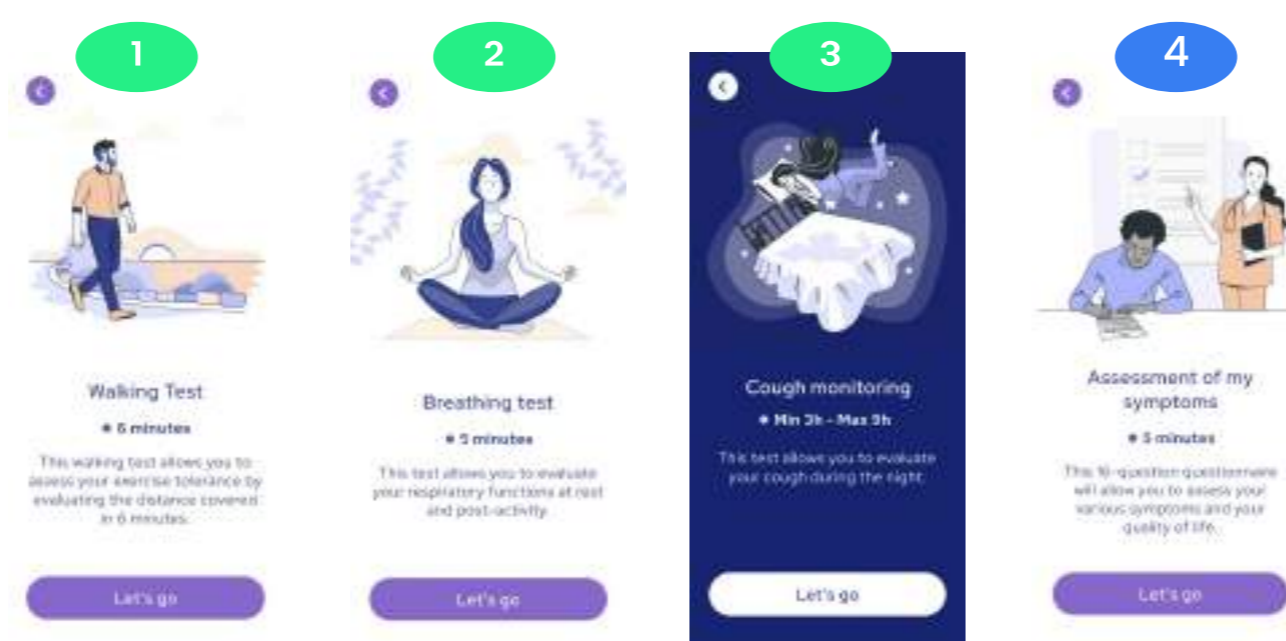 1
Walking Test
6 minutes
This walking test allows you to
assess your exercise tolerance by
evaluating the distance covered
in 6 minutes.
Let's go
2
Breathing test
5 minutes
This test allows you to evaluate
your respiratory functions at rest
and post-activity
Let's go
3
Cough monitoring
Min 3h - Max 9h
This test allows you to evaluate
your cough during the night.
Let's go
4
Assessment of my
symptoms
5 minutes
This 16-question questionnaire
will allow you to assess your
various symptoms and your
quality of life.
Let's go